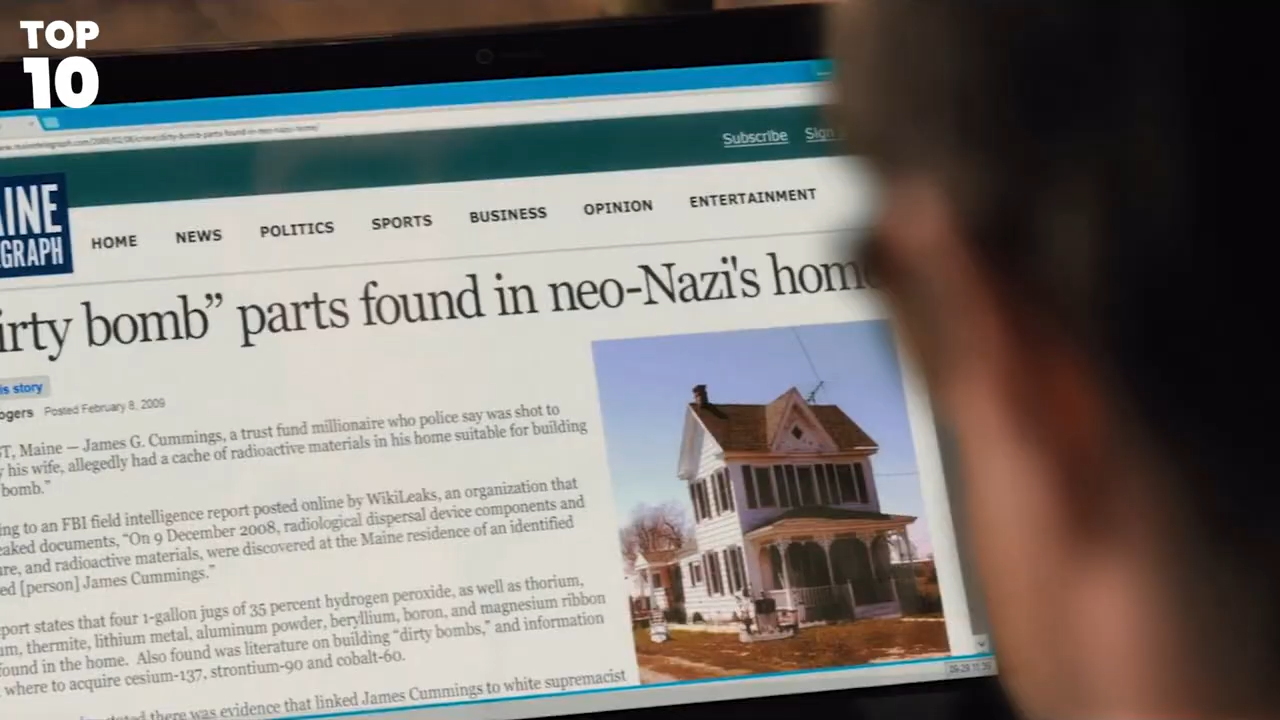 TOP
10
Subscribe Sign
AINE
GRAPH
HOME NEWS POLITICS SPORTS BUSINESS OPINION ENTERTAINMENT
irty bomb” parts found in neo-Nazi's home
is story
ogers Posted February 8, 2009
T, Maine — James G. Cummings, a trust fund millionaire who police say was shot to
his wife, allegedly had a cache of radioactive materials in his home suitable for building
bomb.”
ing to an FBI field intelligence report posted online by WikiLeaks, an organization that
eaked documents, “On 9 December 2008, radiological dispersal device components and
re, and radioactive materials, were discovered at the Maine residence of an identified
ed [person] James Cummings.”
port states that four 1-gallon jugs of 35 percent hydrogen peroxide, as well as thorium,
um, thermite, lithium metal, aluminum powder, beryllium, boron, and magnesium ribbon
found in the home. Also found was literature on building “dirty bombs,” and information
where to acquire cesium-137, strontium-90 and cobalt-60.
there was evidence that linked James Cummings to white supremacist